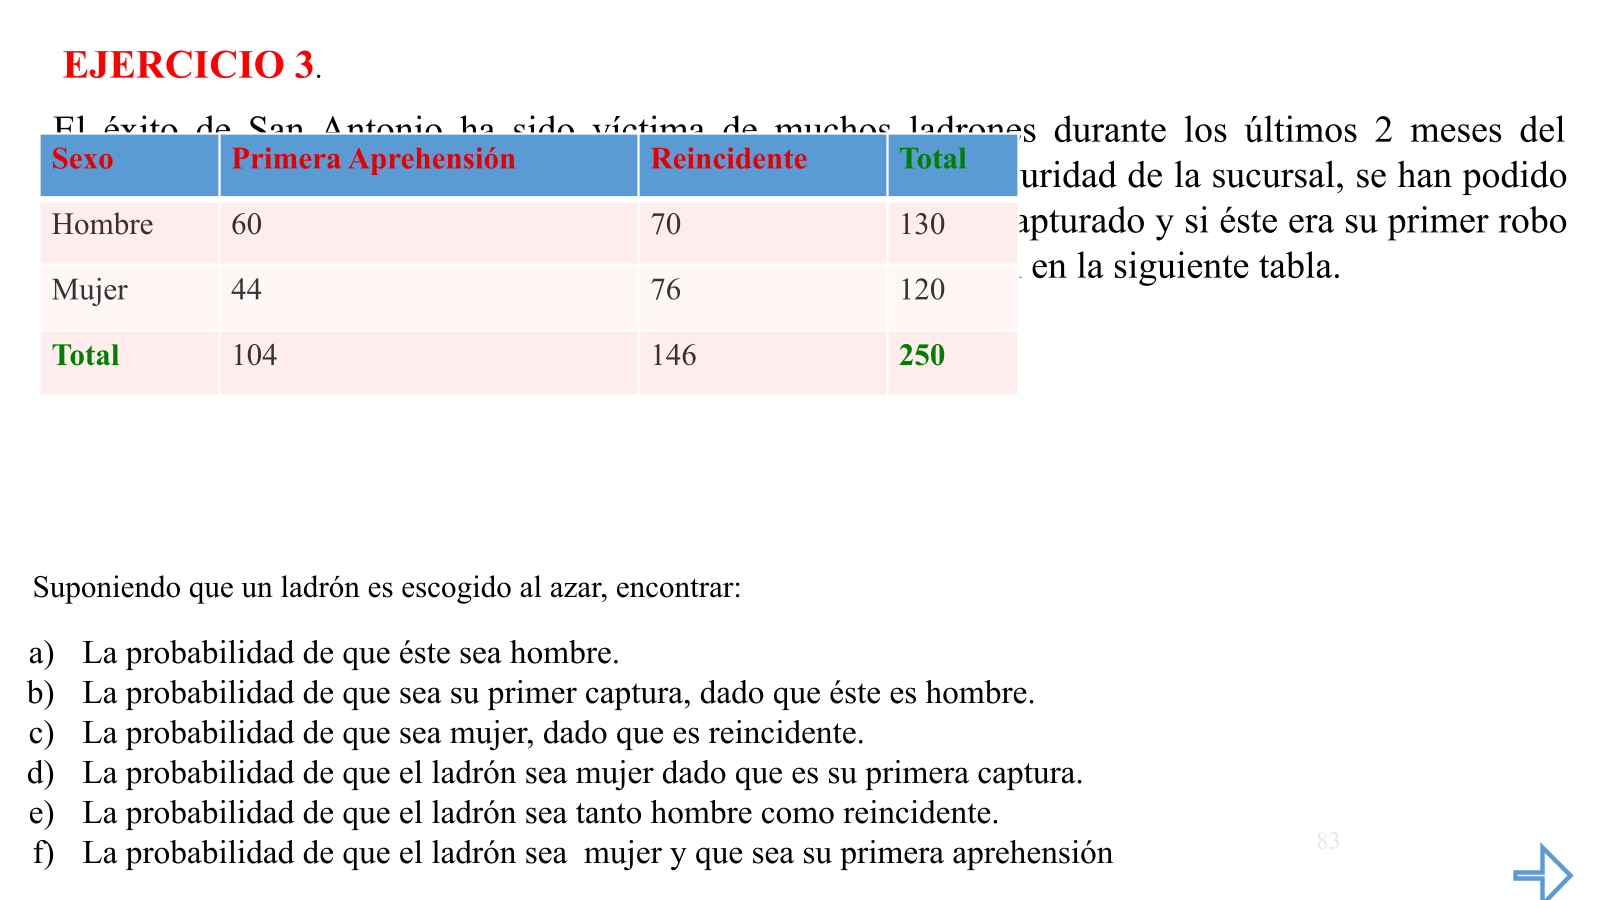 EJERCICIO 3.
El éxito de San Antonio ha sido víctima de muchos ladrones durante los últimos 2 meses del
uridad de la sucursal, se han podido
apturado y si éste era su primer robo
en la siguiente tabla.
Sexo Primera Aprehensión Reincidente Total
Hombre 60 70 130
Mujer 44 76 120
Total 104 146 250
Suponiendo que un ladrón es escogido al azar, encontrar:
a) La probabilidad de que éste sea hombre.
b) La probabilidad de que sea su primer captura, dado que éste es hombre.
c) La probabilidad de que sea mujer, dado que es reincidente.
d) La probabilidad de que el ladrón sea mujer dado que es su primera captura.
e) La probabilidad de que el ladrón sea tanto hombre como reincidente.
f) La probabilidad de que el ladrón sea mujer y que sea su primera aprehensión
83